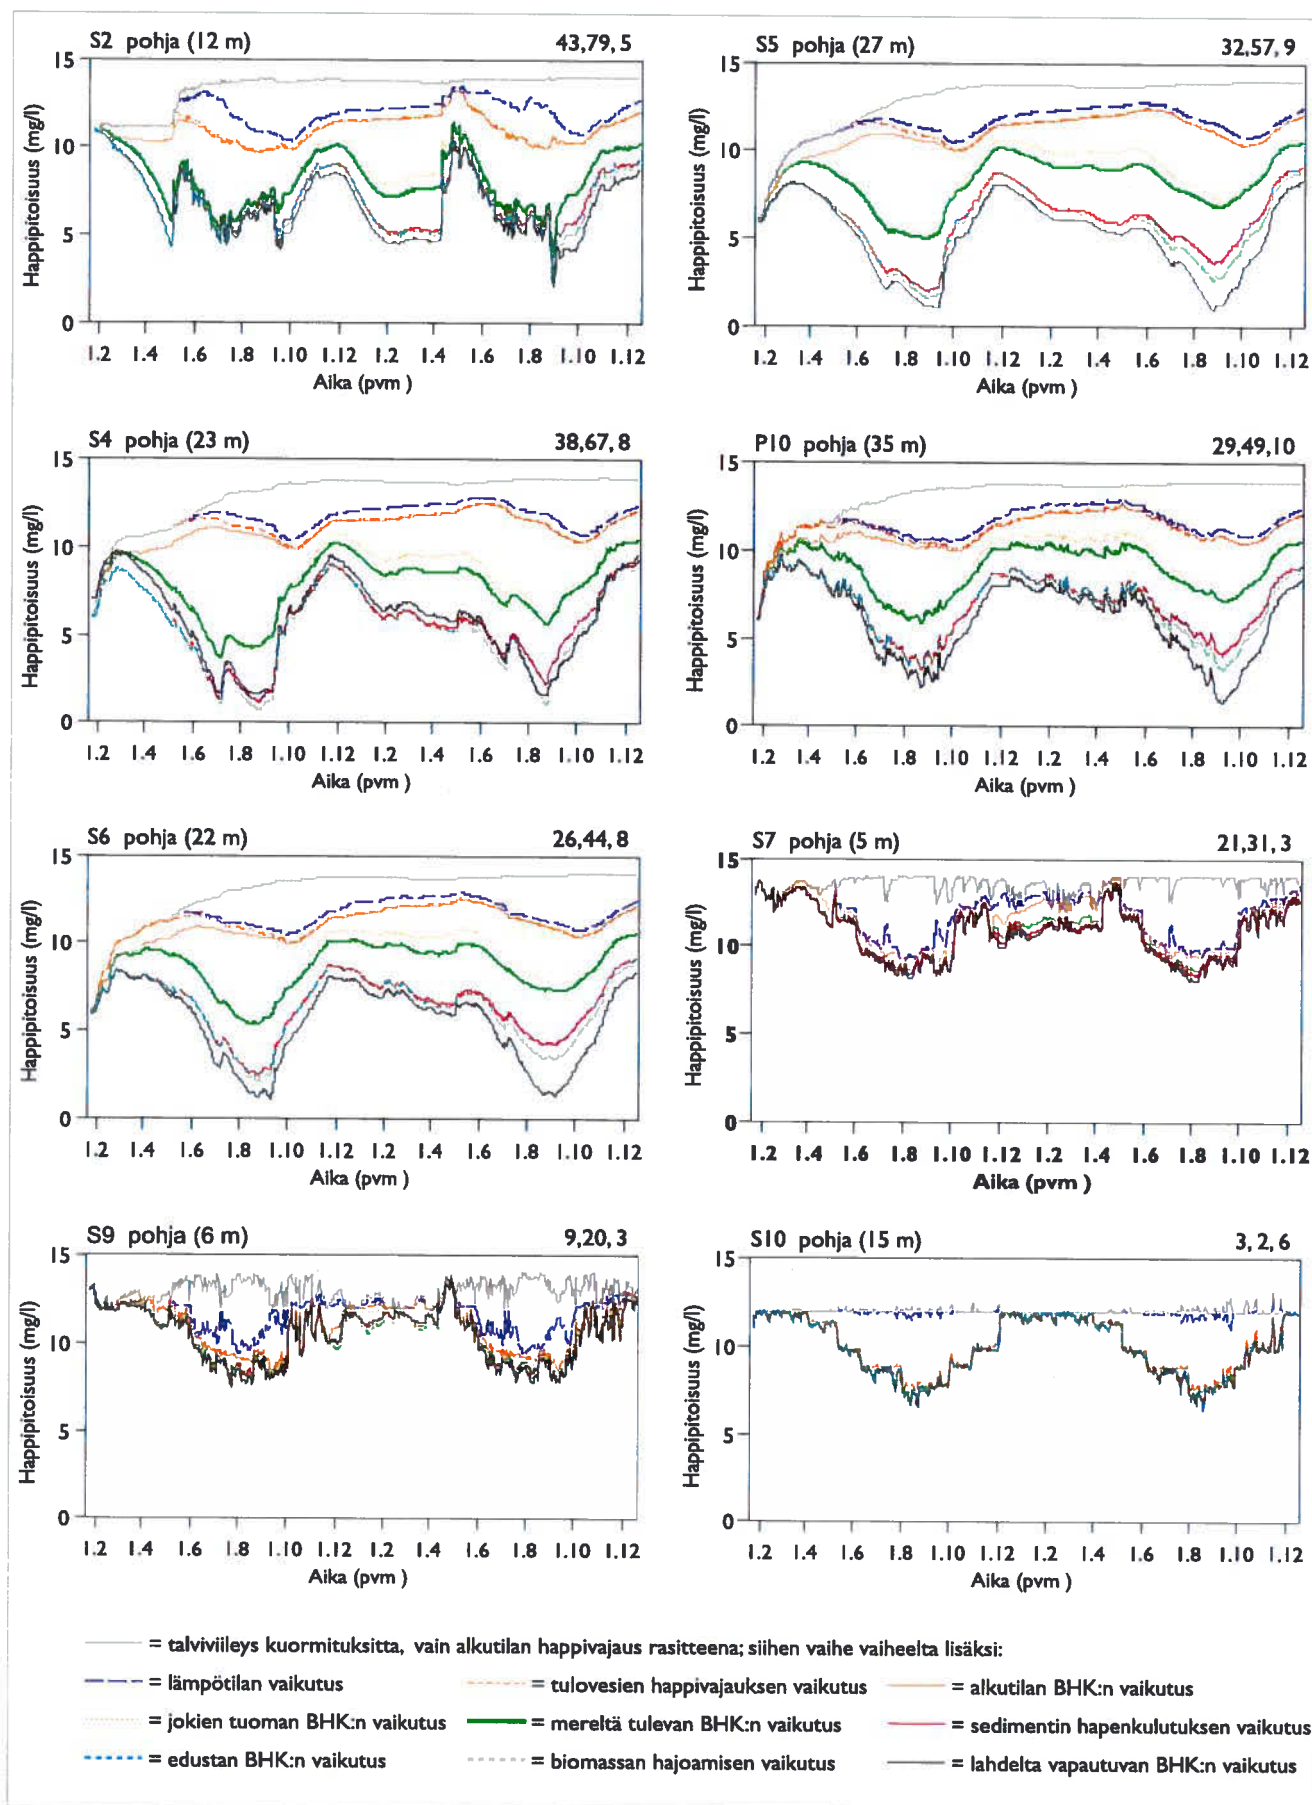 S2 pohja (12 m) 43,79, 5
15
10
5
0
Happipitoisuus (mg/l)
1.2 1.4 1.6 1.8 1.10 1.12 1.2 1.4 1.6 1.8 1.10 1.12
Aika (pvm )
S5 pohja (27 m) 32,57, 9
15
10
5
0
Happipitoisuus (mg/l)
1.2 1.4 1.6 1.8 1.10 1.12 1.2 1.4 1.6 1.8 1.10 1.12
Aika (pvm )
S4 pohja (23 m) 38,67, 8
15
10
5
0
Happipitoisuus (mg/l)
1.2 1.4 1.6 1.8 1.10 1.12 1.2 1.4 1.6 1.8 1.10 1.12
Aika (pvm )
P10 pohja (35 m) 29,49, 10
15
10
5
0
Happipitoisuus (mg/l)
1.2 1.4 1.6 1.8 1.10 1.12 1.2 1.4 1.6 1.8 1.10 1.12
Aika (pvm )
S6 pohja (22 m) 26,44, 8
15
10
5
0
Happipitoisuus (mg/l)
1.2 1.4 1.6 1.8 1.10 1.12 1.2 1.4 1.6 1.8 1.10 1.12
Aika (pvm )
S7 pohja (5 m) 21,31, 3
15
10
5
0
Happipitoisuus (mg/l)
1.2 1.4 1.6 1.8 1.10 1.12 1.2 1.4 1.6 1.8 1.10 1.12
Aika (pvm )
S9 pohja (6 m) 9,20, 3
15
10
5
0
Happipitoisuus (mg/l)
1.2 1.4 1.6 1.8 1.10 1.12 1.2 1.4 1.6 1.8 1.10 1.12
Aika (pvm )
S10 pohja (15 m) 3, 2, 6
15
10
5
0
Happipitoisuus (mg/l)
1.2 1.4 1.6 1.8 1.10 1.12 1.2 1.4 1.6 1.8 1.10 1.12
Aika (pvm )
= talviviileys kuormituksitta, vain alkutilan happivajaus rasitteena; siihen vaihe vaiheelta lisäksi:
= lämpötilan vaikutus = tulovesien happivajauksen vaikutus = alkutilan BHK:n vaikutus
= jokien tuoman BHK:n vaikutus = mereltä tulevan BHK:n vaikutus = sedimentin hapenkulutuksen vaikutus
= edustan BHK:n vaikutus = biomassan hajoamisen vaikutus = lahdelta vapautuvan BHK:n vaikutus